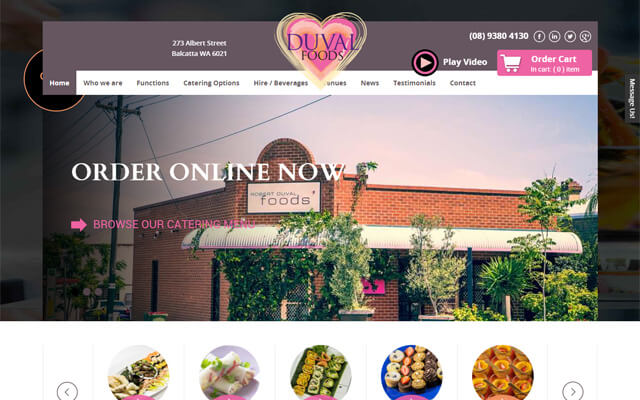 273 Albert Street
Balcatta WA 6021
DUVAL
FOODS
(08) 9380 4130
Play Video
Order Cart
In cart: ( 0 ) item
Home
Who we are
Functions
Catering Options
Hire / Beverages
News
Testimonials
Contact
Message Us!
ORDER ONLINE NOW
ROBERT DUVAL
foods
BROWSE OUR CATERING MENU